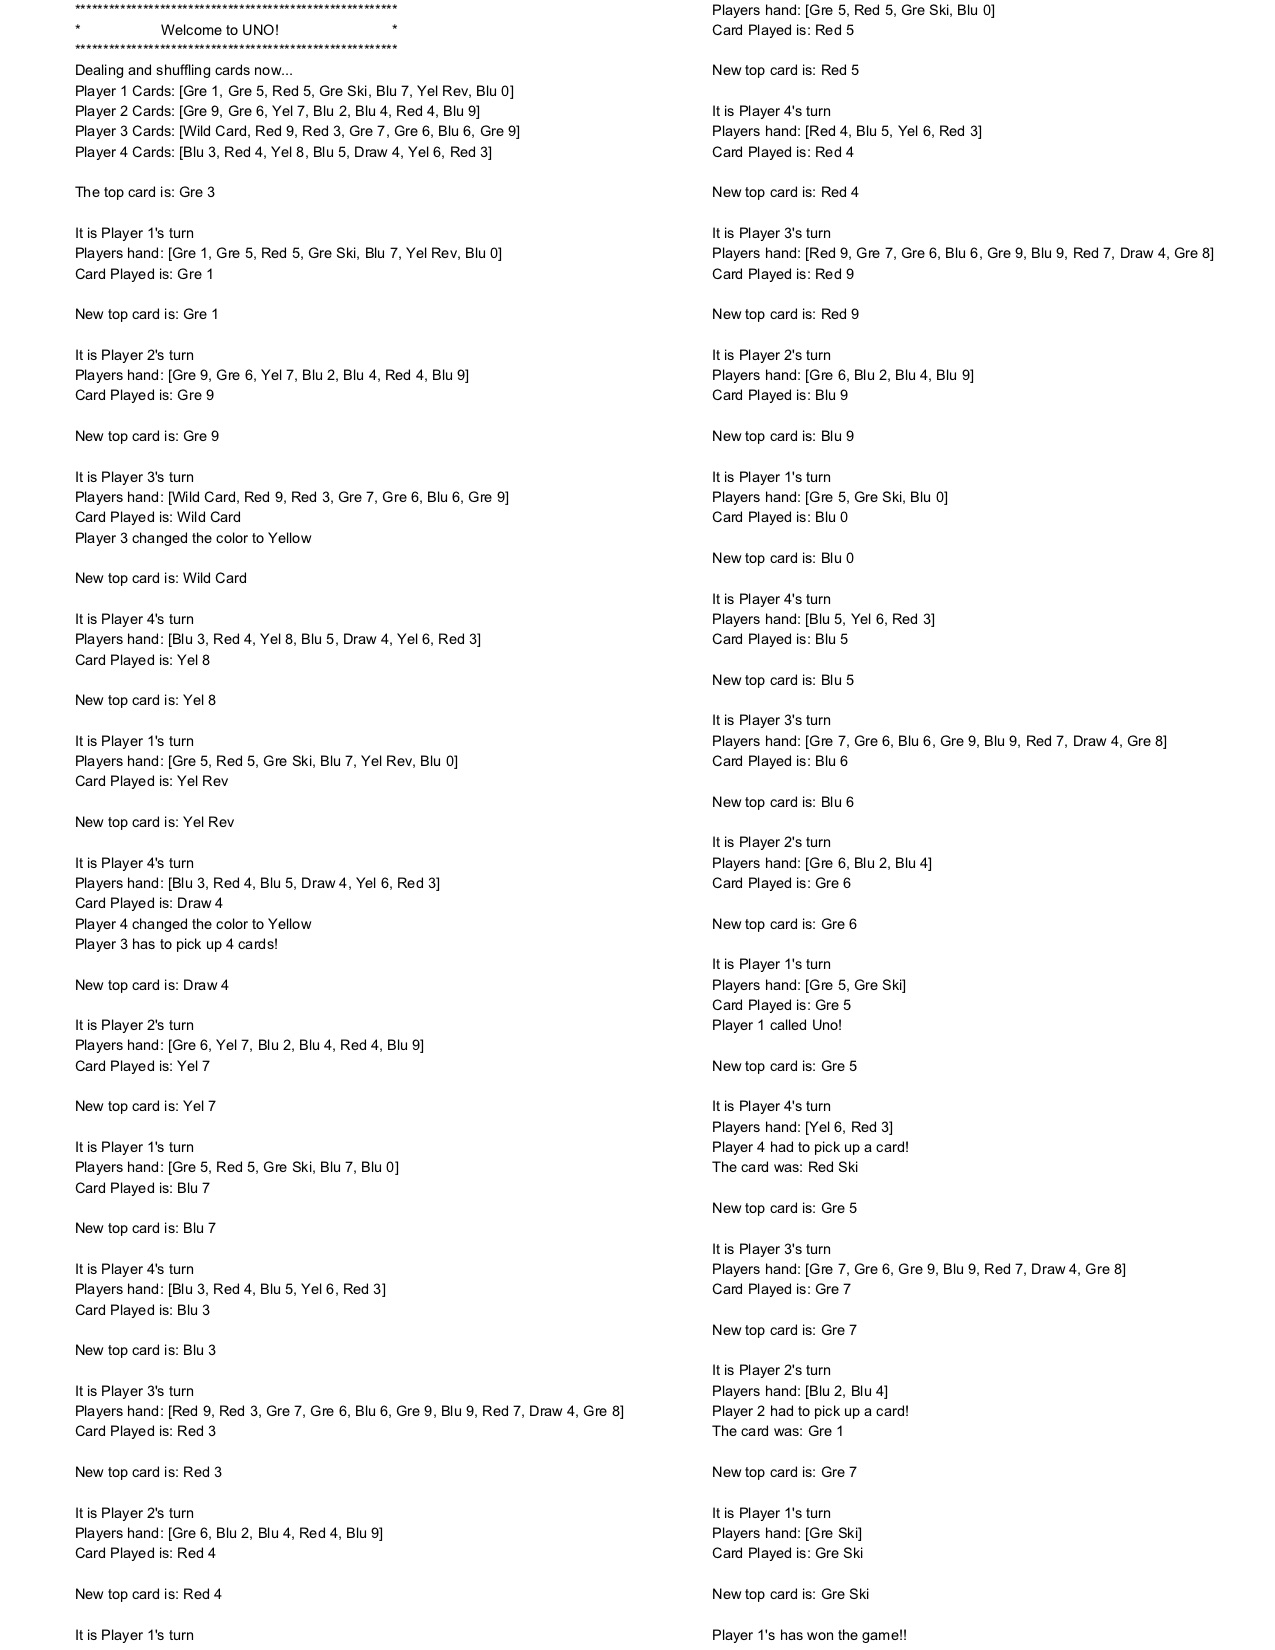 *********************************************************
* Welcome to UNO! *
*********************************************************
Dealing and shuffling cards now...
Player 1 Cards: [Gre 1, Gre 5, Red 5, Gre Ski, Blu 7, Yel Rev, Blu 0]
Player 2 Cards: [Gre 9, Gre 6, Yel 7, Blu 2, Blu 4, Red 4, Blu 9]
Player 3 Cards: [Wild Card, Red 9, Red 3, Gre 7, Gre 6, Blu 6, Gre 9]
Player 4 Cards: [Blu 3, Red 4, Yel 8, Blu 5, Draw 4, Yel 6, Red 3]
The top card is: Gre 3
It is Player 1's turn
Players hand: [Gre 1, Gre 5, Red 5, Gre Ski, Blu 7, Yel Rev, Blu 0]
Card Played is: Gre 1
New top card is: Gre 1
It is Player 2's turn
Players hand: [Gre 9, Gre 6, Yel 7, Blu 2, Blu 4, Red 4, Blu 9]
Card Played is: Gre 9
New top card is: Gre 9
It is Player 3's turn
Players hand: [Wild Card, Red 9, Red 3, Gre 7, Gre 6, Blu 6, Gre 9]
Card Played is: Wild Card
Player 3 changed the color to Yellow
New top card is: Wild Card
It is Player 4's turn
Players hand: [Blu 3, Red 4, Yel 8, Blu 5, Draw 4, Yel 6, Red 3]
Card Played is: Yel 8
New top card is: Yel 8
It is Player 1's turn
Players hand: [Gre 5, Red 5, Gre Ski, Blu 7, Yel Rev, Blu 0]
Card Played is: Yel Rev
New top card is: Yel Rev
It is Player 4's turn
Players hand: [Blu 3, Red 4, Blu 5, Draw 4, Yel 6, Red 3]
Card Played is: Draw 4
Player 4 changed the color to Yellow
Player 3 has to pick up 4 cards!
New top card is: Draw 4
It is Player 2's turn
Players hand: [Gre 6, Yel 7, Blu 2, Blu 4, Red 4, Blu 9]
Card Played is: Yel 7
New top card is: Yel 7
It is Player 1's turn
Players hand: [Gre 5, Red 5, Gre Ski, Blu 7, Blu 0]
Card Played is: Blu 7
New top card is: Blu 7
It is Player 4's turn
Players hand: [Blu 3, Red 4, Blu 5, Yel 6, Red 3]
Card Played is: Blu 3
New top card is: Blu 3
It is Player 3's turn
Players hand: [Red 9, Red 3, Gre 7, Gre 6, Blu 6, Gre 9, Blu 9, Red 7, Draw 4, Gre 8]
Card Played is: Red 3
New top card is: Red 3
It is Player 2's turn
Players hand: [Gre 6, Blu 2, Blu 4, Red 4, Blu 9]
Card Played is: Red 4
New top card is: Red 4
It is Player 1's turn
Players hand: [Gre 5, Red 5, Gre Ski, Blu 0]
Card Played is: Red 5
New top card is: Red 5
It is Player 4's turn
Players hand: [Red 4, Blu 5, Yel 6, Red 3]
Card Played is: Red 4
New top card is: Red 4
It is Player 3's turn
Players hand: [Red 9, Gre 7, Gre 6, Blu 6, Gre 9, Blu 9, Red 7, Draw 4, Gre 8]
Card Played is: Red 9
New top card is: Red 9
It is Player 2's turn
Players hand: [Gre 6, Blu 2, Blu 4, Blu 9]
Card Played is: Blu 9
New top card is: Blu 9
It is Player 1's turn
Players hand: [Gre 5, Gre Ski, Blu 0]
Card Played is: Blu 0
New top card is: Blu 0
It is Player 4's turn
Players hand: [Blu 5, Yel 6, Red 3]
Card Played is: Blu 5
New top card is: Blu 5
It is Player 3's turn
Players hand: [Gre 7, Gre 6, Blu 6, Gre 9, Blu 9, Red 7, Draw 4, Gre 8]
Card Played is: Blu 6
New top card is: Blu 6
It is Player 2's turn
Players hand: [Gre 6, Blu 2, Blu 4]
Card Played is: Gre 6
New top card is: Gre 6
It is Player 1's turn
Players hand: [Gre 5, Gre Ski]
Card Played is: Gre 5
Player 1 called Uno!
New top card is: Gre 5
It is Player 4's turn
Players hand: [Yel 6, Red 3]
Player 4 had to pick up a card!
The card was: Red Ski
New top card is: Gre 5
It is Player 3's turn
Players hand: [Gre 7, Gre 6, Gre 9, Blu 9, Red 7, Draw 4, Gre 8]
Card Played is: Gre 7
New top card is: Gre 7
It is Player 2's turn
Players hand: [Blu 2, Blu 4]
Player 2 had to pick up a card!
The card was: Gre 1
New top card is: Gre 7
It is Player 1's turn
Players hand: [Gre Ski]
Card Played is: Gre Ski
New top card is: Gre Ski
Player 1's has won the game!!